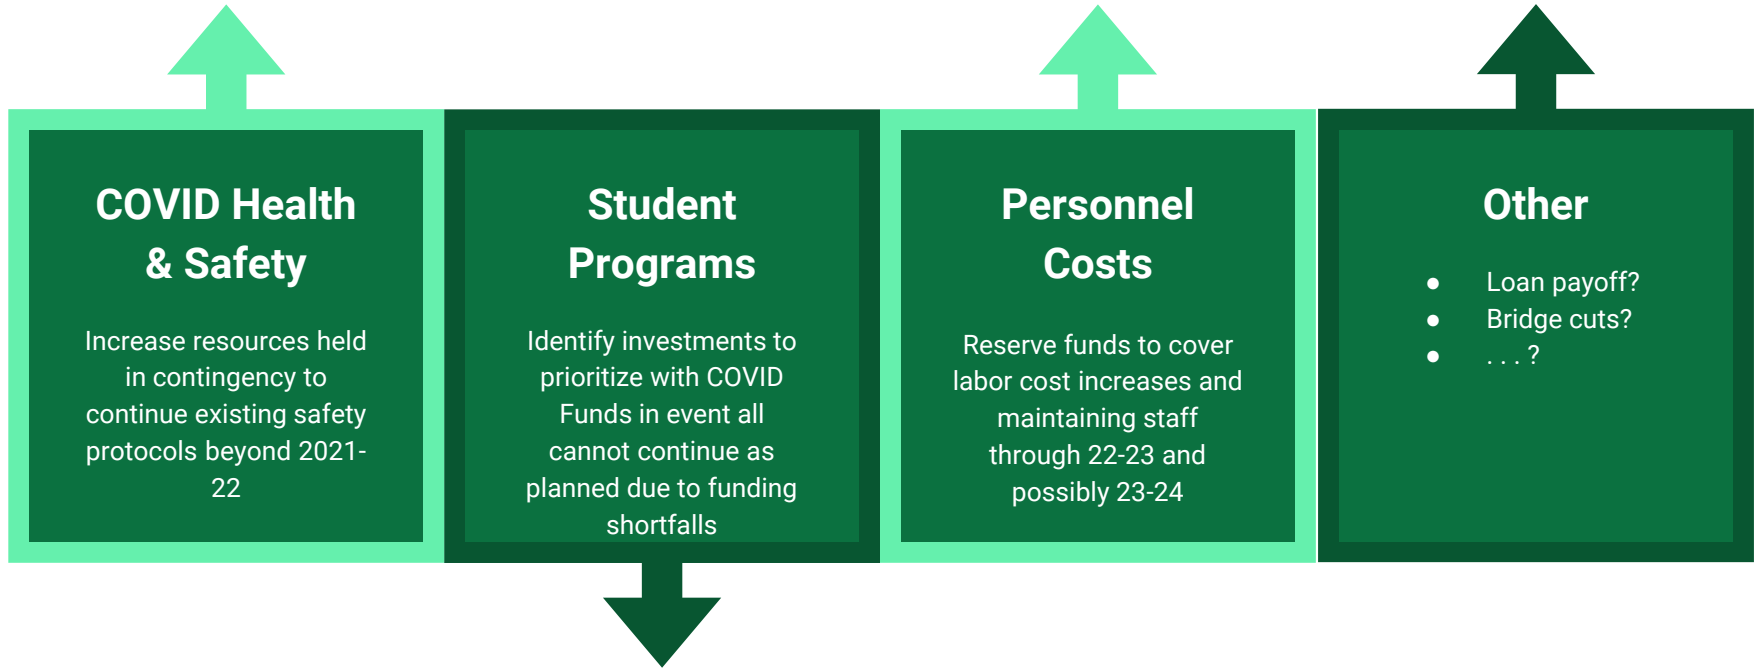 COVID Health
& Safety
Increase resources held
in contingency to
continue existing safety
protocols beyond 2021-
22
Student
Programs
Identify investments to
prioritize with COVID
Funds in event all
cannot continue as
planned due to funding
shortfalls
Personnel
Costs
Reserve funds to cover
labor cost increases and
maintaining staff
through 22-23 and
possibly 23-24
Other
● Loan payoff?
● Bridge cuts?
● . . . ?